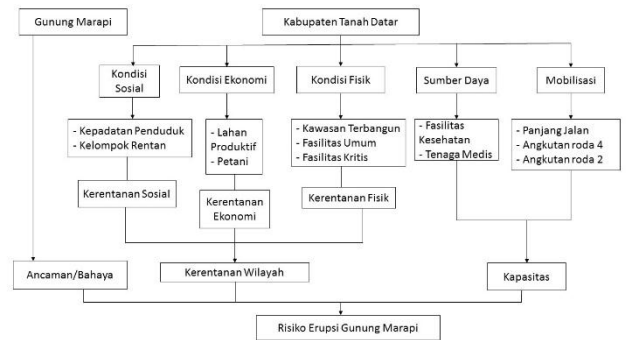 Gunung Marapi
Kabupaten Tanah Datar
Kondisi
Sosial
Kondisi Ekonomi
Kondisi Fisik
Sumber Daya
Mobilisasi
- Kepadatan Penduduk
- Kelompok Rentan
- Lahan
Produktif
- Petani
- Kawasan Terbangun
- Fasilitas Umum
- Fasilitas Kritis
- Fasilitas
Kesehatan
- Tenaga Medis
- Panjang Jalan
- Angkutan roda 4
- Angkutan roda 2
Kerentanan Sosial
Kerentanan
Ekonomi
Kerentanan Fisik
Ancaman/Bahaya
Kerentanan Wilayah
Kapasitas
Risiko Erupsi Gunung Marapi